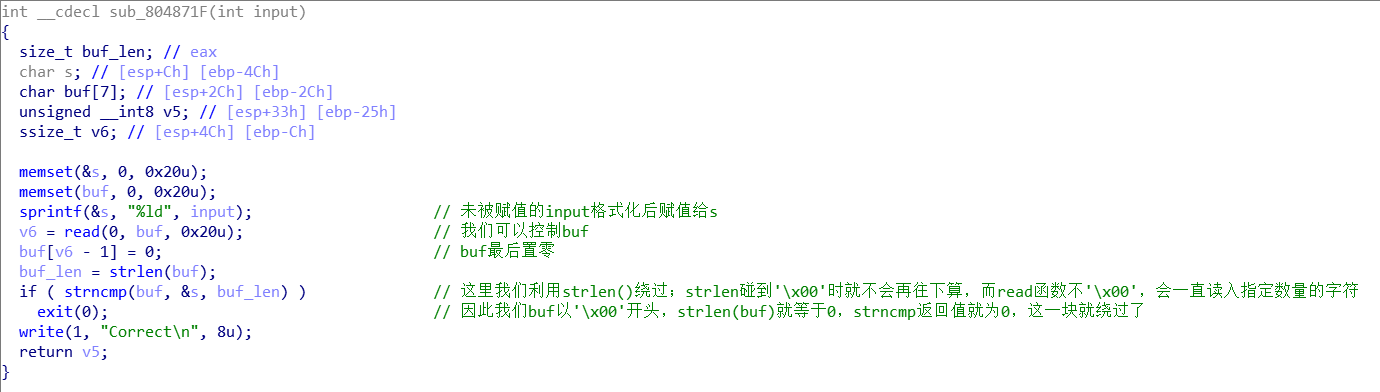 int __cdecl sub_804871F(int input)
{
  size_t buf_len; // eax
  char s; // [esp+Ch] [ebp-4Ch]
  char buf[7]; // [esp+2Ch] [ebp-2Ch]
  unsigned __int8 v5; // [esp+33h] [ebp-25h]
  ssize_t v6; // [esp+4Ch] [ebp-Ch]

  memset(&s, 0, 0x20u);
  memset(buf, 0, 0x20u);
  sprintf(&s, "%ld", input); // 未被赋值的input格式化后赋值给s
  v6 = read(0, buf, 0x20u); // 我们可以控制buf
  buf[v6 - 1] = 0; // buf最后置零
  buf_len = strlen(buf);
  if ( strncmp(buf, &s, buf_len) ) // 这里我们利用strlen()绕过；strlen碰到'\x00'时就不会再往下算，而read函数不'\x00'，会一直读入指定数量的字符
    exit(0); // 因此我们buf以'\x00'开头，strlen(buf)就等于0，strncmp返回值就为0，这一块就绕过了
  write(1, "Correct\n", 8u);
  return v5;
}